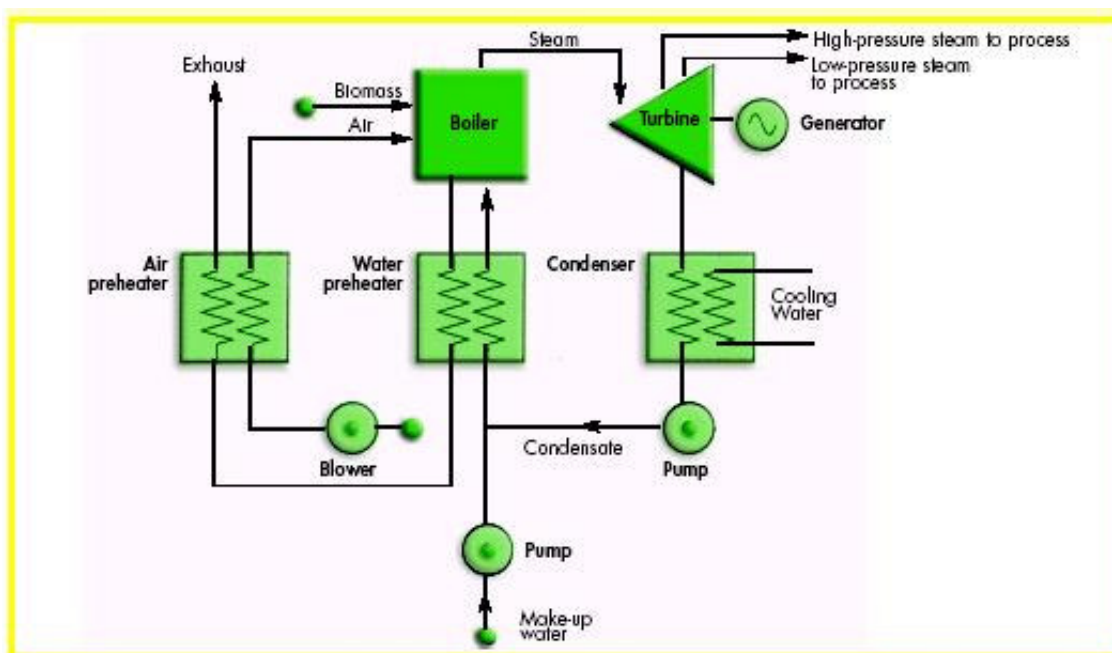 Steam
High-pressure steam to process
Low-pressure steam
to process
Exhaust
Biomass
Air
Boiler
Turbine
Generator
Air
preheater
Water
preheater
Condenser
Cooling
Water
Blower
Condensate
Pump
Pump
Make-up
water